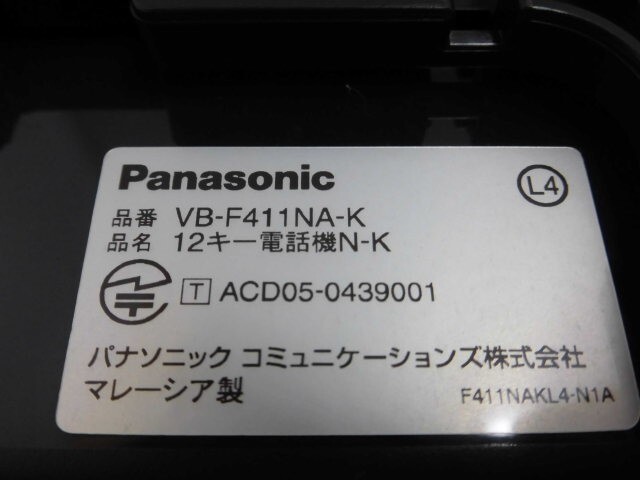 Panasonic
L4
品番 VB-F411NA-K
品名 12キー電話機N-K
T ACD05-0439001
パナソニック コミュニケーションズ株式会社
マレーシア製
F411NAKL4-N1A